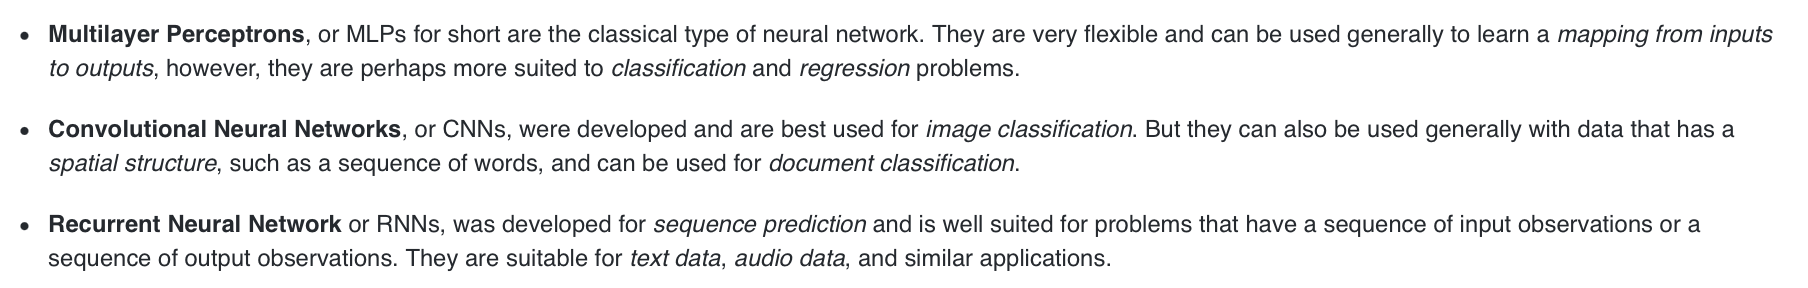 • Multilayer Perceptrons, or MLPs for short are the classical type of neural network. They are very flexible and can be used generally to learn a mapping from inputs
to outputs, however, they are perhaps more suited to classification and regression problems.
• Convolutional Neural Networks, or CNNs, were developed and are best used for image classification. But they can also be used generally with data that has a
spatial structure, such as a sequence of words, and can be used for document classification.
• Recurrent Neural Network or RNNs, was developed for sequence prediction and is well suited for problems that have a sequence of input observations or a
sequence of output observations. They are suitable for text data, audio data, and similar applications.